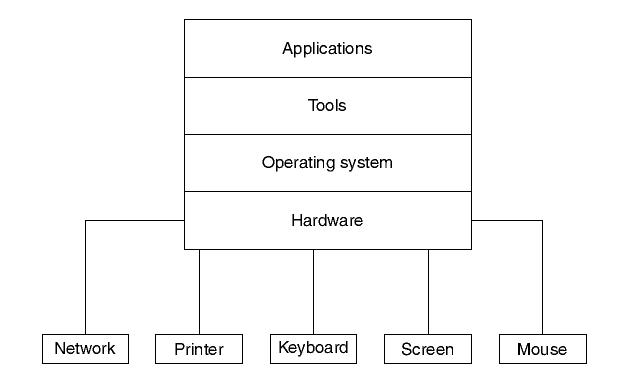 Applications
Tools
Operating system
Hardware
Network
Printer
Keyboard
Screen
Mouse